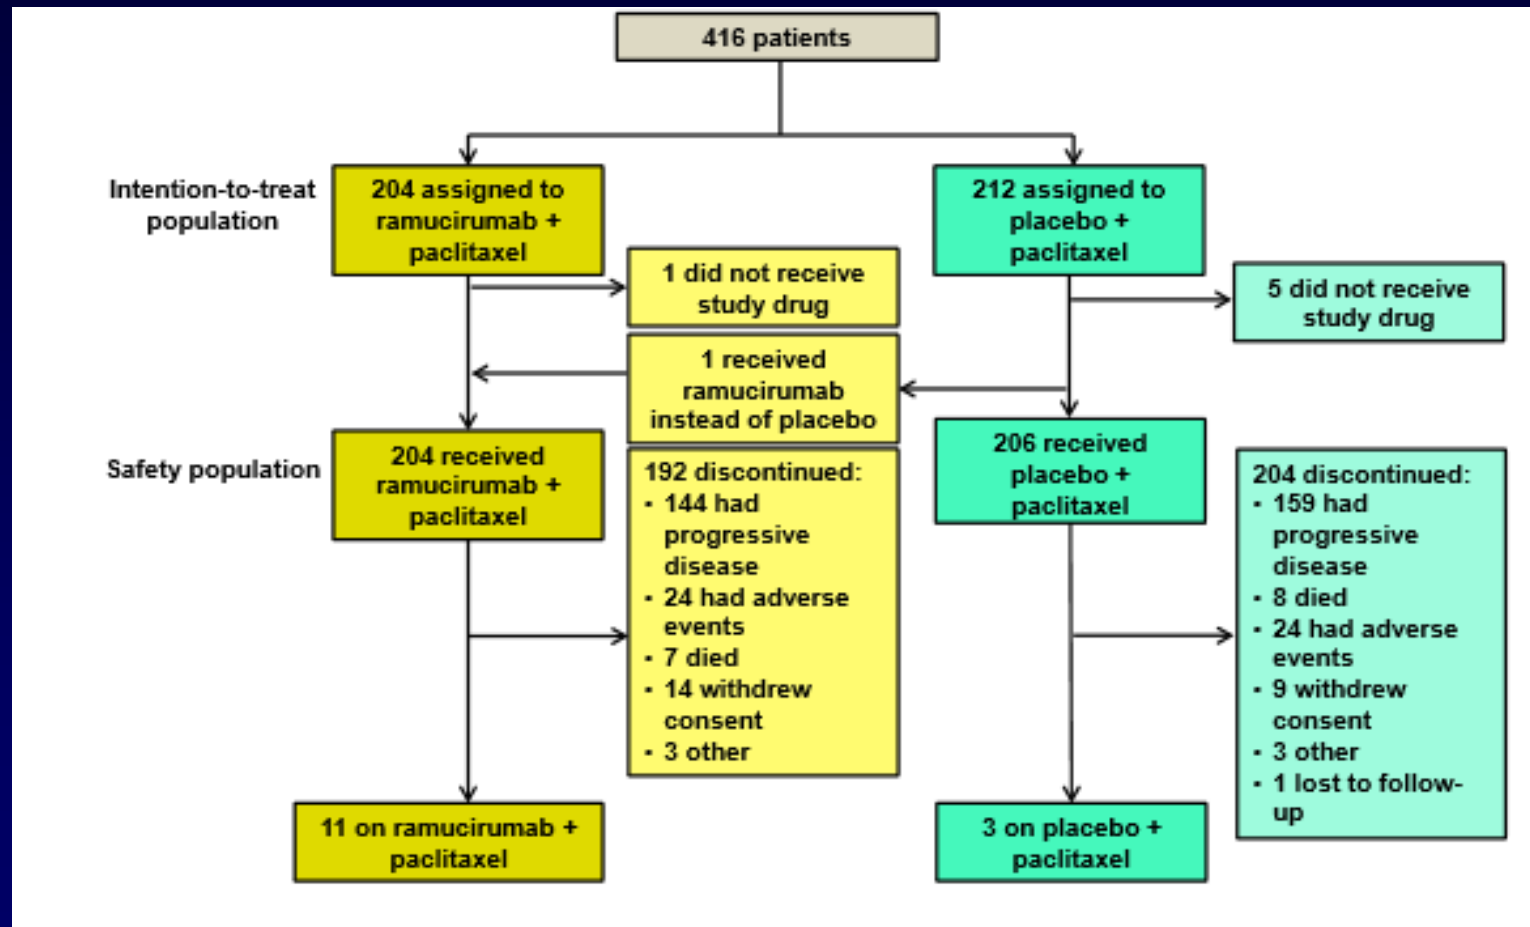 416 patients
Intention-to-treat
population
204 assigned to
ramucirumab +
paclitaxel
212 assigned to
placebo +
paclitaxel
1 did not receive
study drug
5 did not receive
study drug
1 received
ramucirumab
instead of placebo
Safety population
204 received
ramucirumab +
paclitaxel
206 received
placebo +
paclitaxel
192 discontinued:
▪ 144 had
progressive
disease
▪ 24 had adverse
events
▪ 7 died
▪ 14 withdrew
consent
▪ 3 other
204 discontinued:
▪ 159 had
progressive
disease
▪ 8 died
▪ 24 had adverse
events
▪ 9 withdrew
consent
▪ 3 other
▪ 1 lost to follow-
up
11 on ramucirumab +
paclitaxel
3 on placebo +
paclitaxel